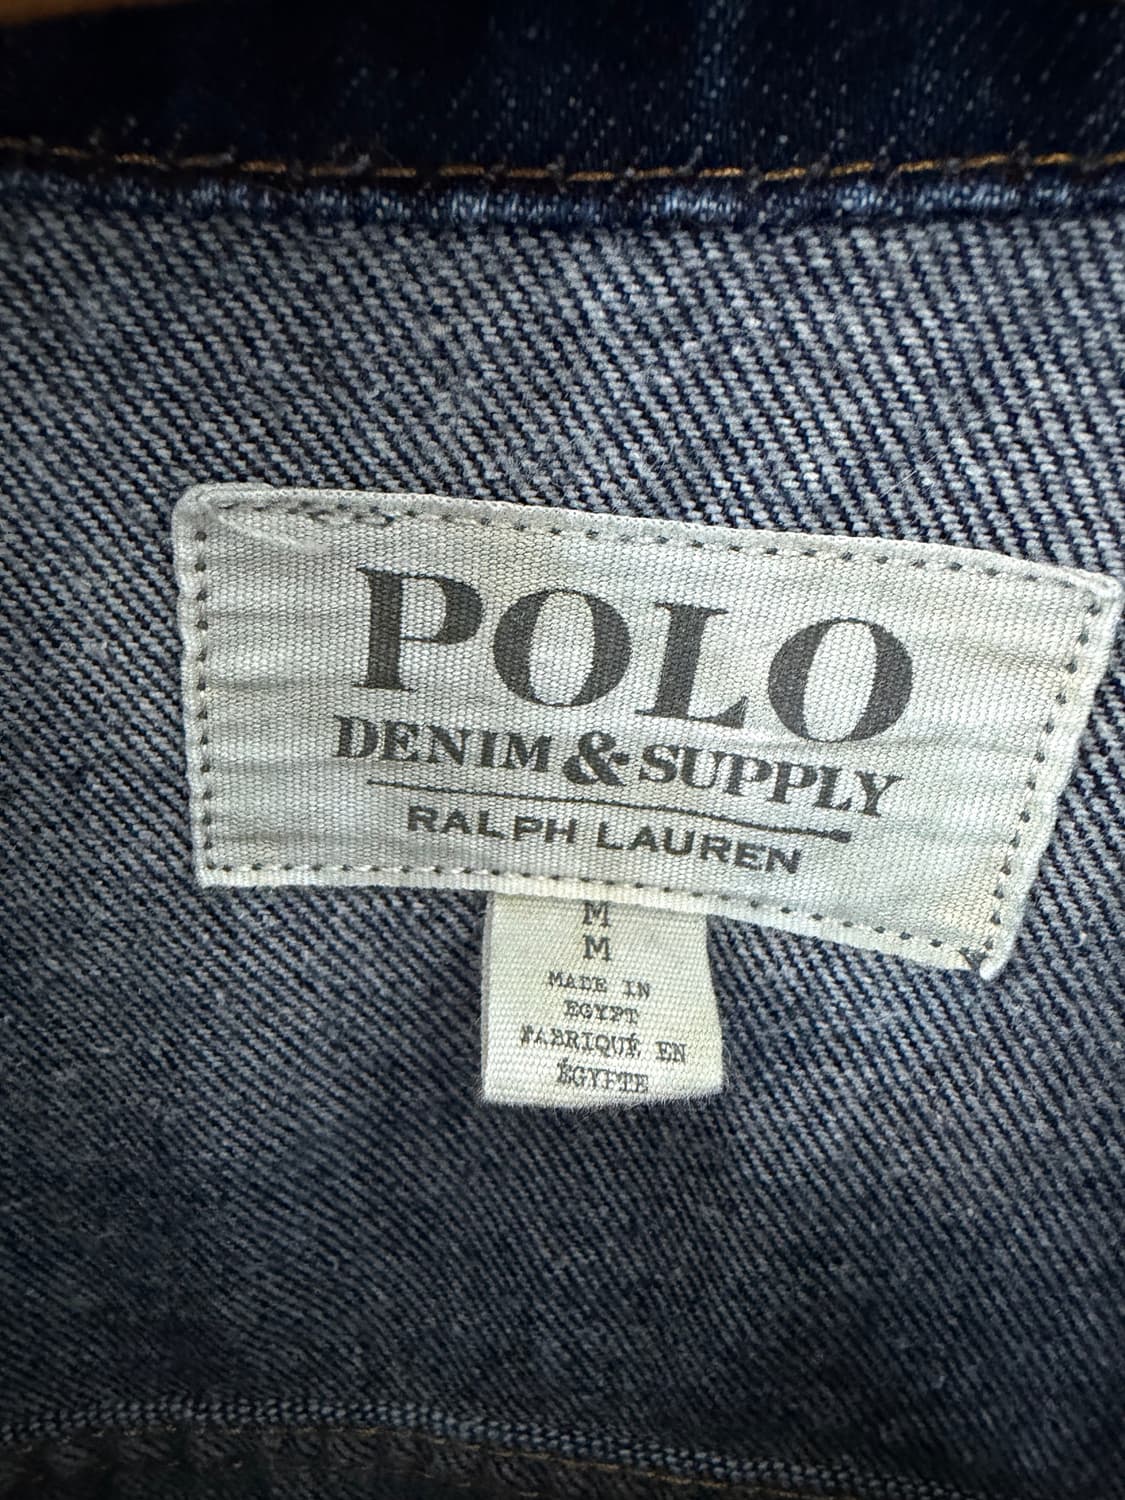 POLO
DENIM & SUPPLY
RALPH LAUREN
M
M
MADE IN
EGYPT
FABRIQUÉ EN
ÉGYPTE